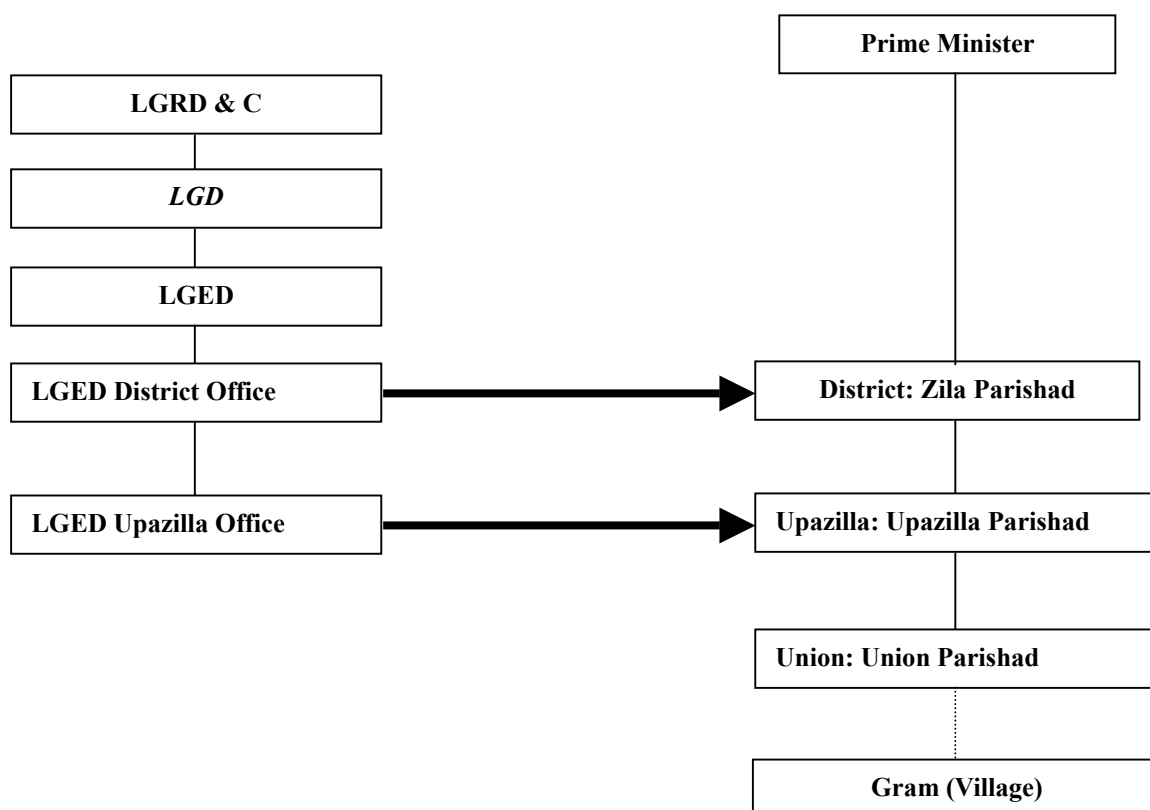 Prime Minister
LGRD & C
LGD
LGED
LGED District Office
District: Zila Parishad
LGED Upazilla Office
Upazilla: Upazilla Parishad
Union: Union Parishad
Gram (Village)